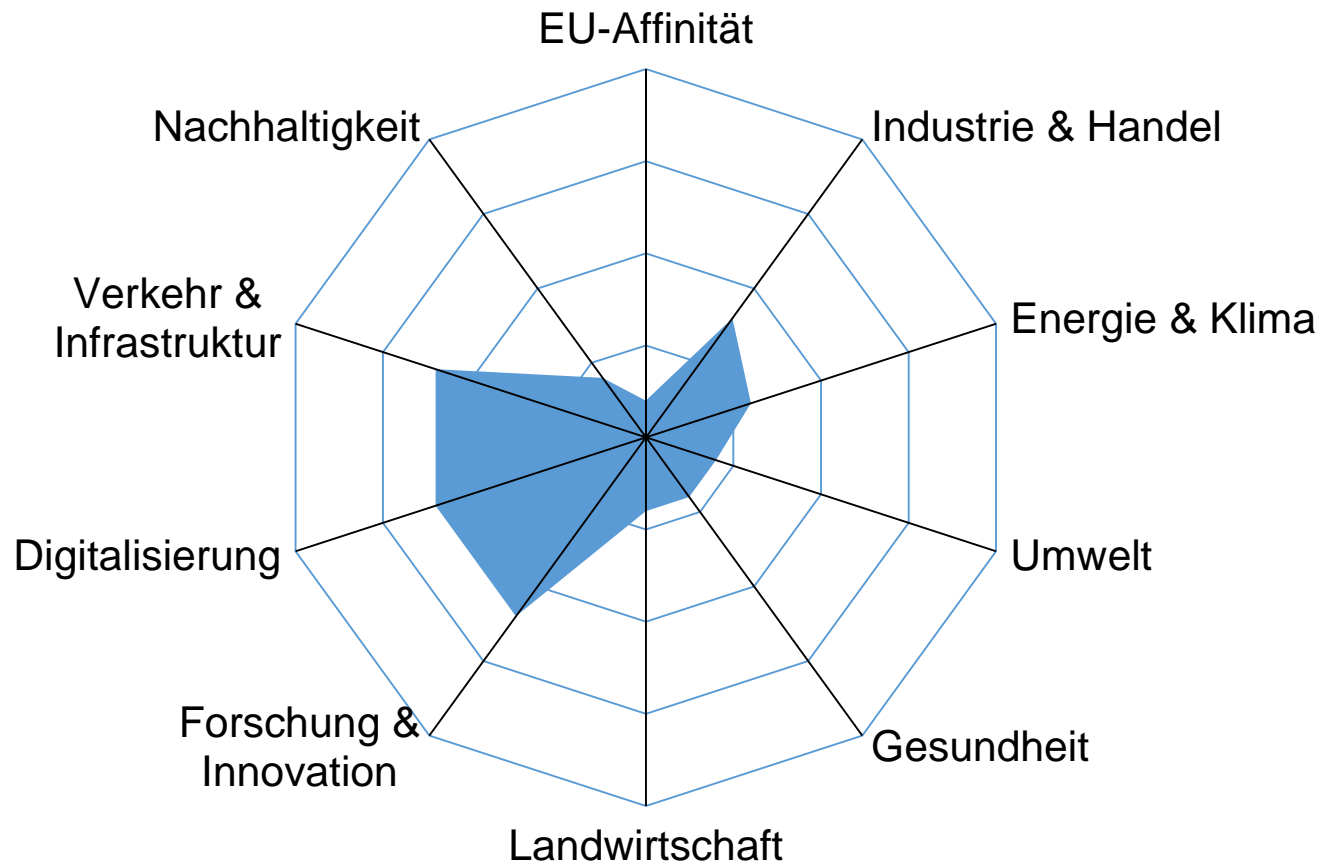 EU-Affinität
Industrie & Handel
Energie & Klima
Umwelt
Gesundheit
Landwirtschaft
Forschung &
Innovation
Digitalisierung
Verkehr &
Infrastruktur
Nachhaltigkeit